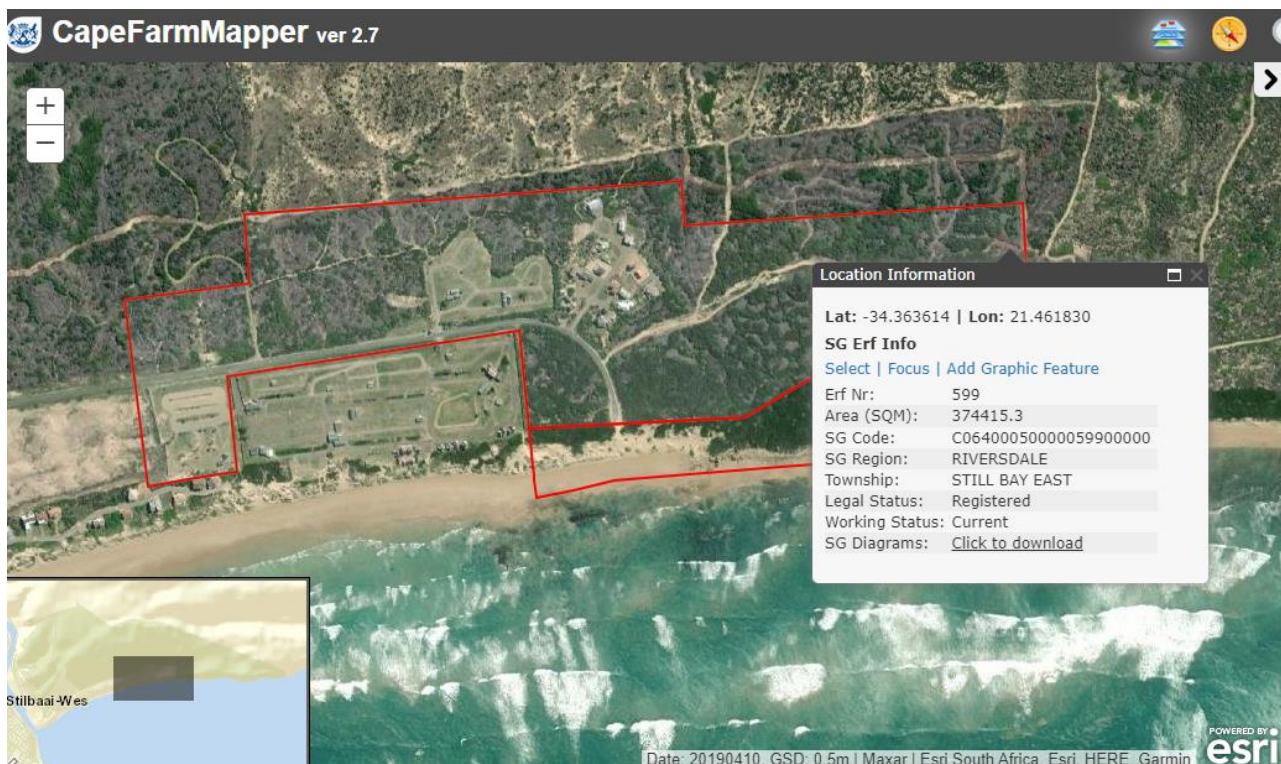 CapeFarmMapper ver 2.7
+
−
Location Information
Lat: -34.363614 | Lon: 21.461830
SG Erf Info
Select | Focus | Add Graphic Feature
Erf Nr: 599
Area (SQM): 374415.3
SG Code: C06400050000059900000
SG Region: RIVERSDALE
Township: STILL BAY EAST
Legal Status: Registered
Working Status: Current
SG Diagrams: Click to download
Stilbaai-Wes
POWERED BY
esri
Date: 20190410, GSD: 0.5m | Maxar | Esri South Africa, Esri, HERE, Garmin